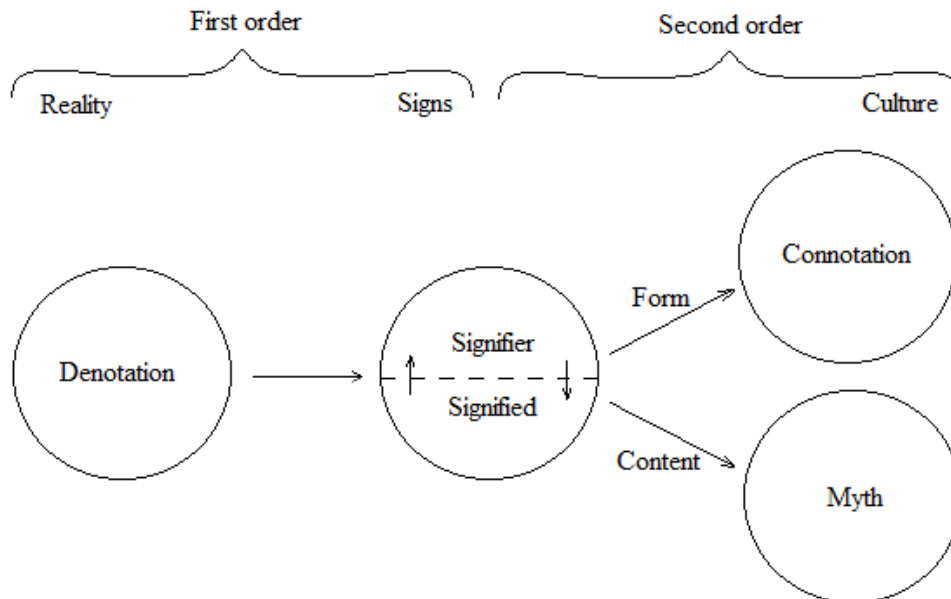 First order
Second order
Reality
Signs
Culture
Connotation
Form
Signifier
Denotation
Signified
Content
Myth